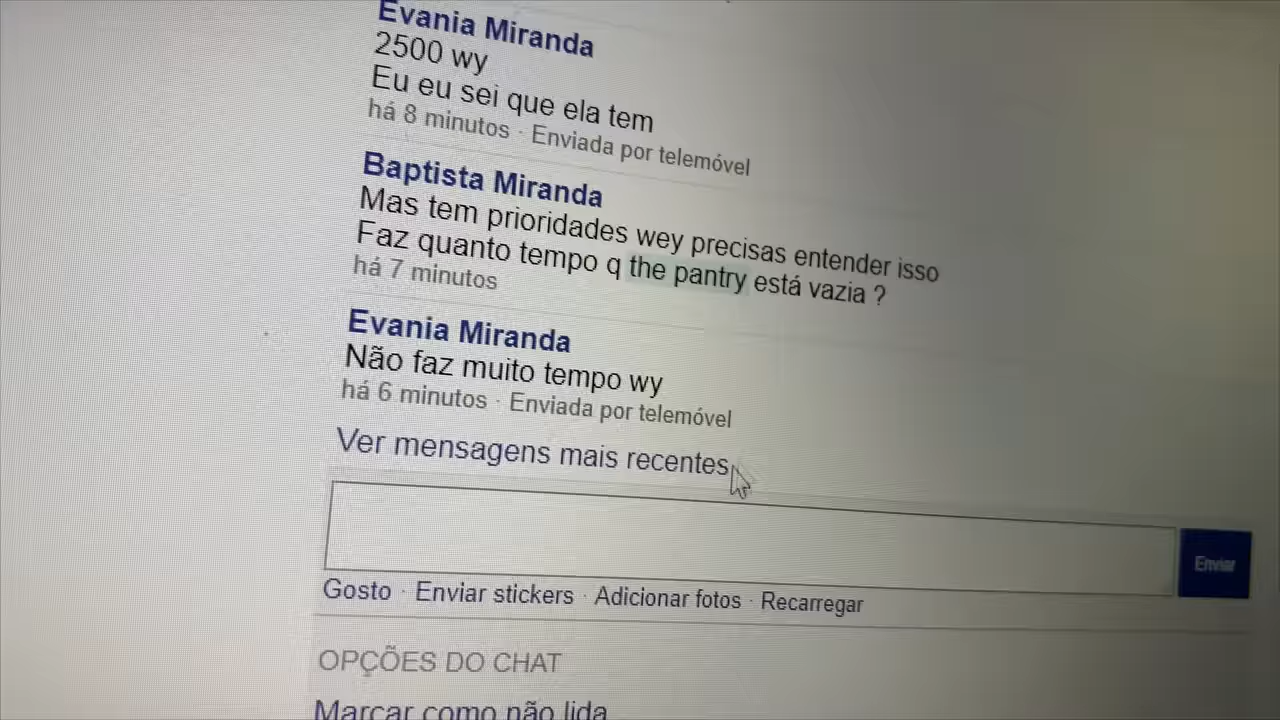 Evania Miranda
2500 wy
Eu eu sei que ela tem
há 8 minutos · Enviada por telemóvel
Baptista Miranda
Mas tem prioridades wey precisas entender isso
Faz quanto tempo q the pantry está vazia ?
há 7 minutos
Evania Miranda
Não faz muito tempo wy
há 6 minutos · Enviada por telemóvel
Ver mensagens mais recentes
Enviar
Gosto · Enviar stickers · Adicionar fotos · Recarregar
OPÇÕES DO CHAT
Marcar como não lida